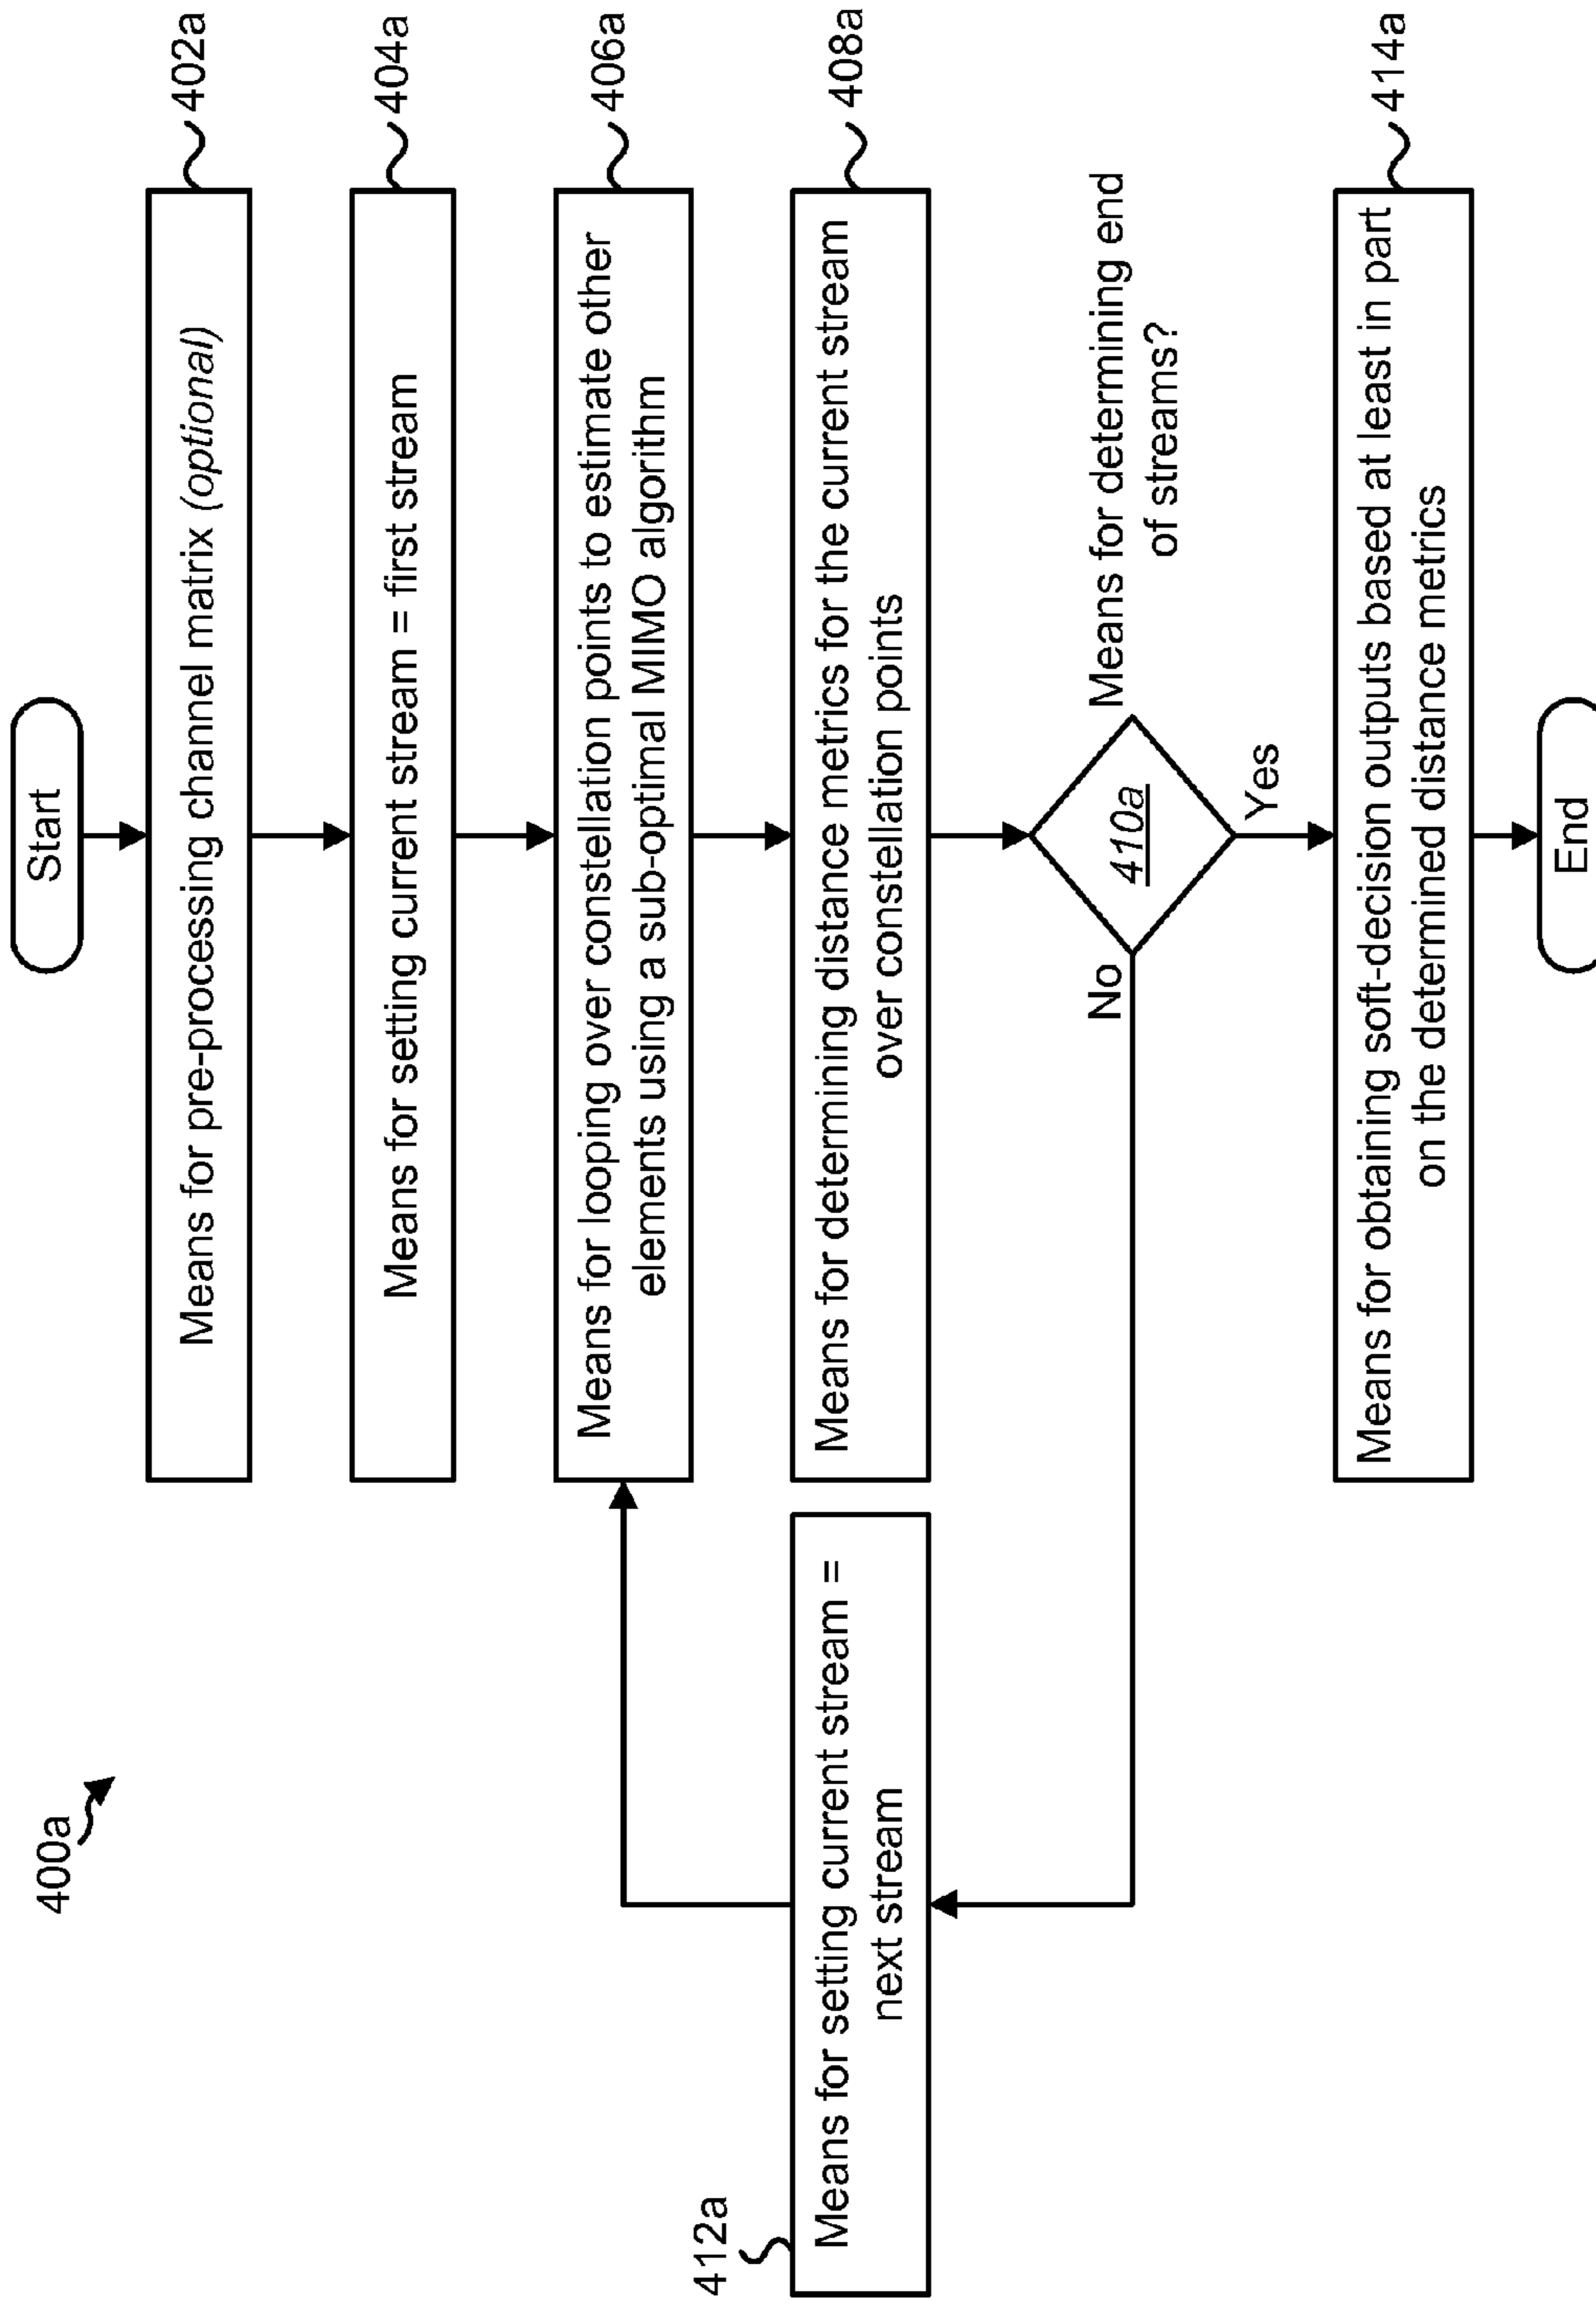 400a
Start
Means for pre-processing channel matrix (optional)
402a
Means for setting current stream = first stream
404a
Means for looping over constellation points to estimate other
elements using a sub-optimal MIMO algorithm
406a
412a
Means for setting current stream =
next stream
Means for determining distance metrics for the current stream
over constellation points
408a
No
410a
Means for determining end
of streams?
Yes
Means for obtaining soft-decision outputs based at least in part
on the determined distance metrics
414a
End